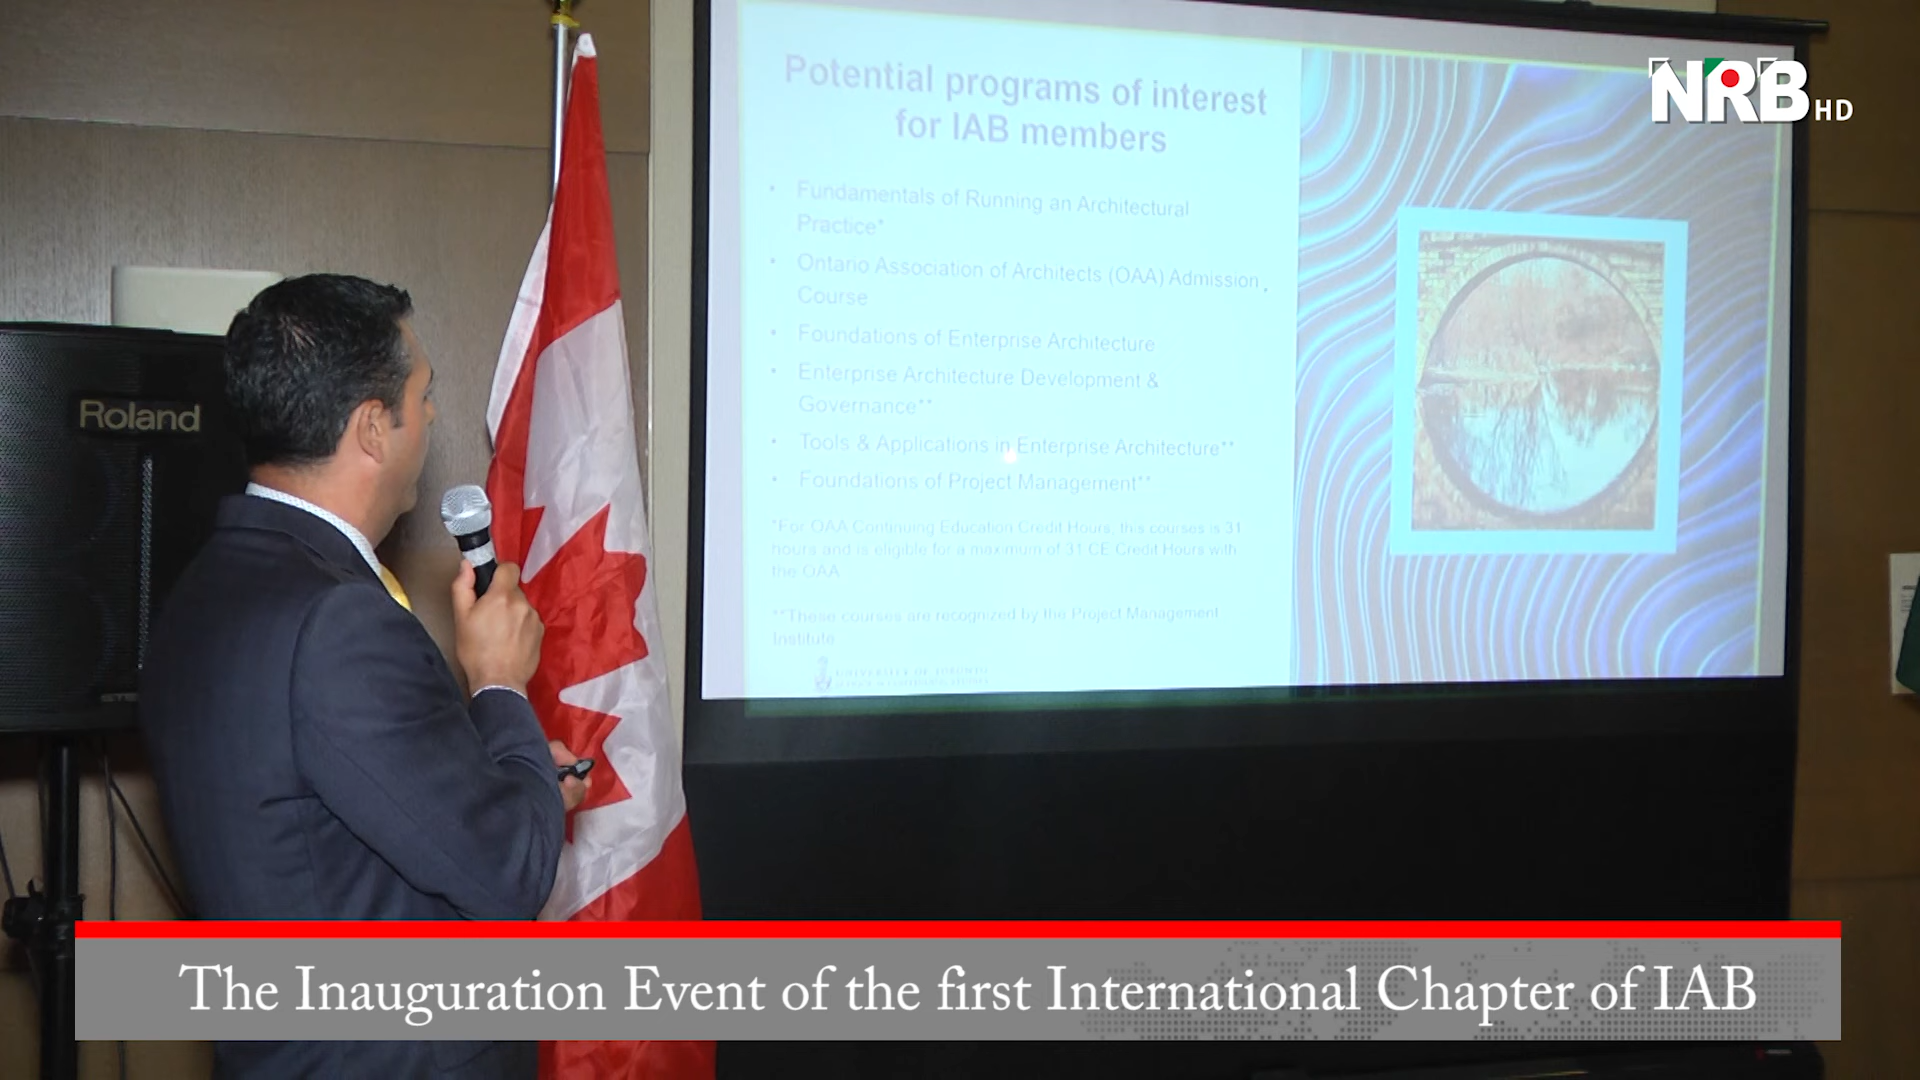 NRB HD
Potential programs of interest
for IAB members
• Fundamentals of Running an Architectural
Practice*
• Ontario Association of Architects (OAA) Admission
Course
• Foundations of Enterprise Architecture
• Enterprise Architecture Development &
Governance**
• Tools & Applications in Enterprise Architecture**
• Foundations of Project Management**
*For OAA Continuing Education Credit Hours, this courses is 31
hours and is eligible for a maximum of 31 CE Credit Hours with
the OAA
**These courses are recognized by the Project Management
Institute
UNIVERSITY OF TORONTO
Roland
The Inauguration Event of the first International Chapter of IAB